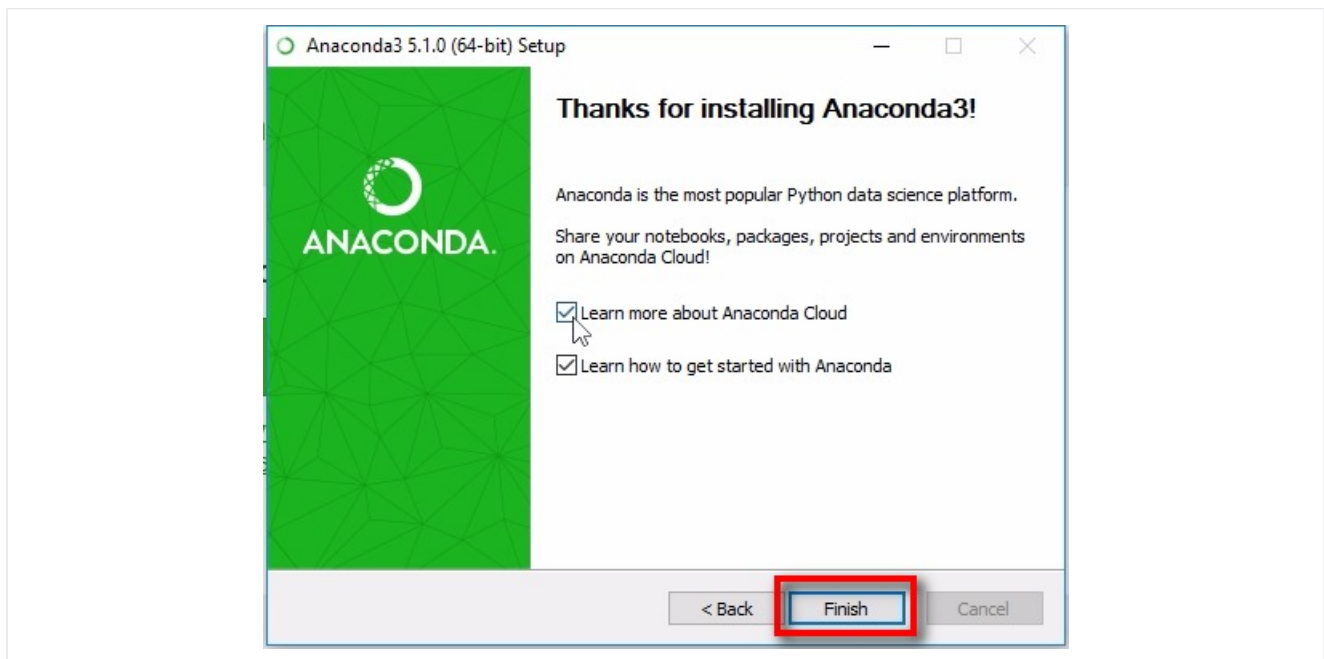 Anaconda3 5.1.0 (64-bit) Setup
Thanks for installing Anaconda3!
ANACONDA.
Anaconda is the most popular Python data science platform.
Share your notebooks, packages, projects and environments
on Anaconda Cloud!
Learn more about Anaconda Cloud
Learn how to get started with Anaconda
< Back
Finish
Cancel